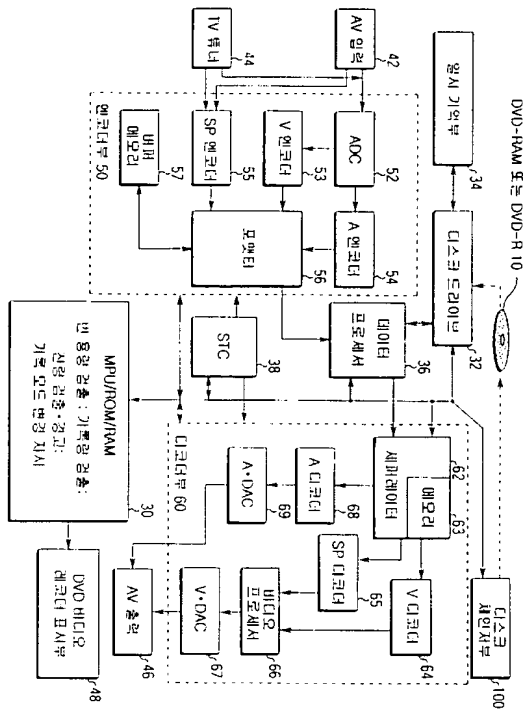 DVD-RAM 또는 DVD-R 10
디스크
체인저부
100
일시 기억부
34
디스크 드라이브
32
AV 입력
42
TV 튜너
44
ADC
52
V 엔코더
53
SP 엔코더
55
A 엔코더
54
포맷터
56
버퍼
메모리
57
엔코더부 50
데이터
프로세서
36
STC
38
세퍼레이터
62
메모리
63
A 디코더
68
A·DAC
69
SP 디코더
65
V 디코더
64
비디오
프로세서
66
V·DAC
67
디코더부 60
MPU/ROM/RAM
빈 용량 검출 : 기록량 검출 :
신장 검출·경고:
기록 모드 변경 지시
30
AV 출력
46
DVD 비디오
레코더 표시부
48